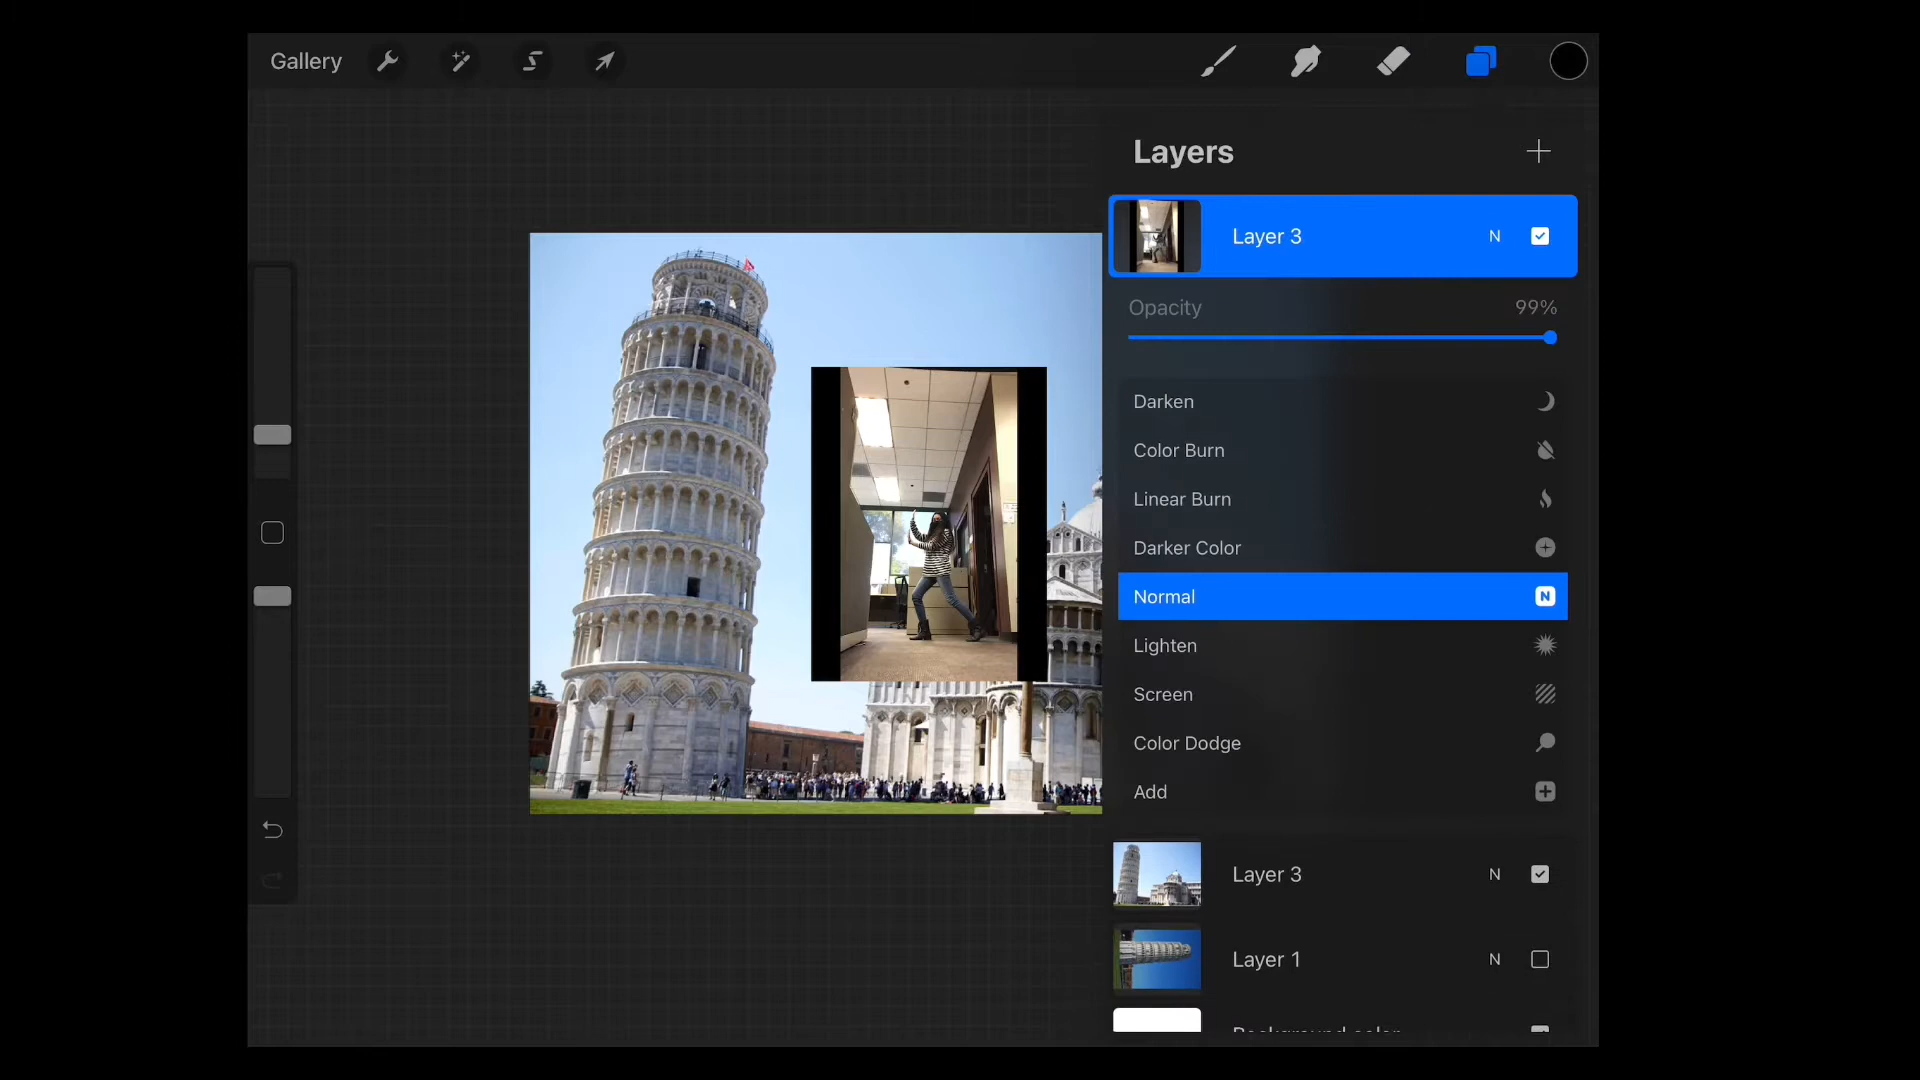 Gallery
Layers
Layer 3 N
Opacity 99%
Darken
Color Burn
Linear Burn
Darker Color
Normal N
Lighten
Screen
Color Dodge
Add
Layer 3 N
Layer 1 N
Background color